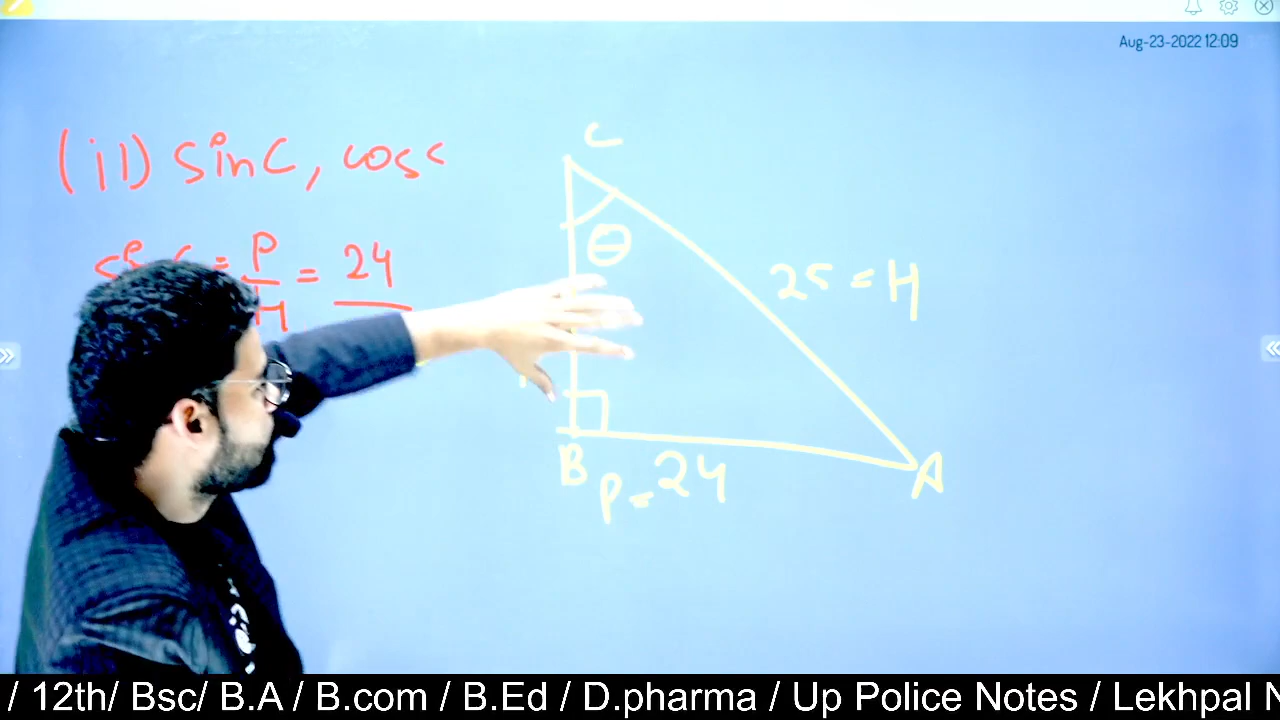 Aug-23-2022 12:09
(ii) sinC, cosc
= P/H = 24
C
θ
25 = H
B
A
P = 24
/ 12th/ Bsc/ B.A / B.com / B.Ed / D.pharma / Up Police Notes / Lekhpal